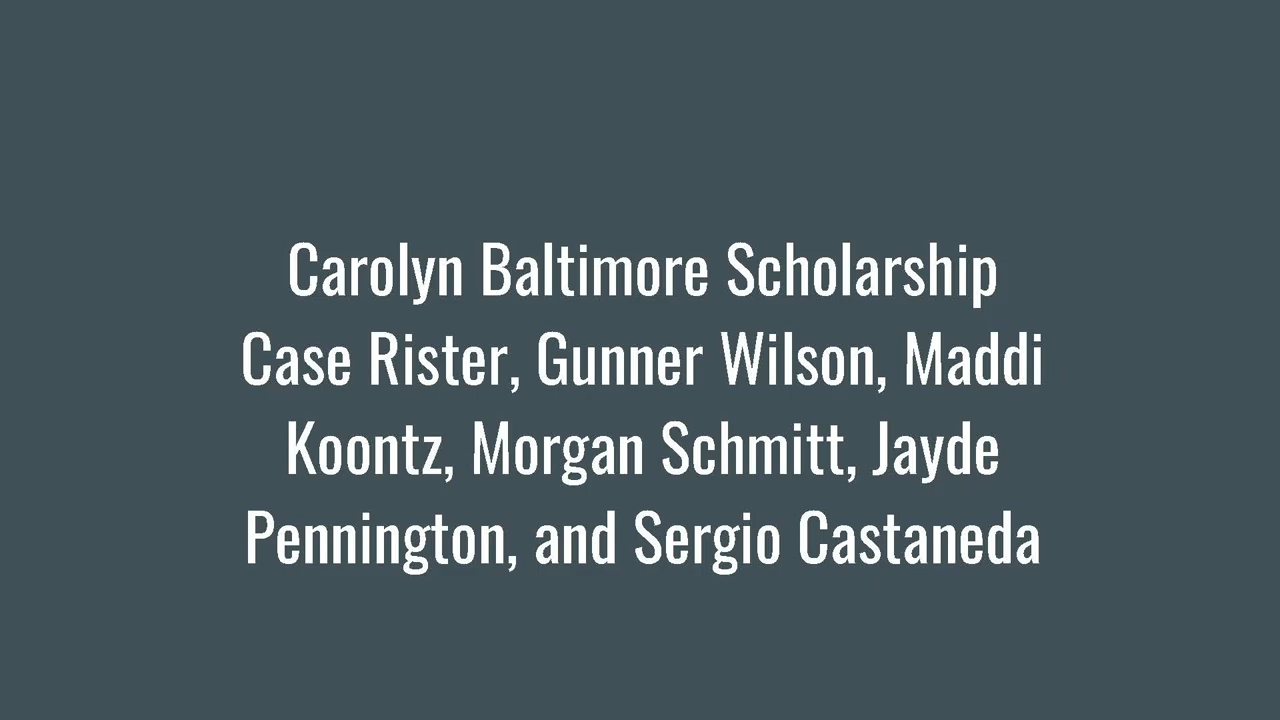 Carolyn Baltimore Scholarship
Case Rister, Gunner Wilson, Maddi
Koontz, Morgan Schmitt, Jayde
Pennington, and Sergio Castaneda